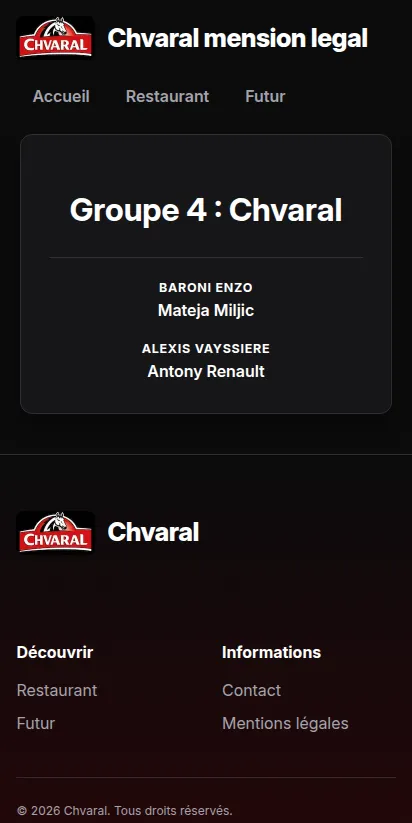 CHVARAL
Chvaral mension legal
Accueil Restaurant Futur
Groupe 4 : Chvaral
BARONI ENZO
Mateja Miljic
ALEXIS VAYSSIERE
Antony Renault
CHVARAL
Chvaral
Découvrir Informations
Restaurant Contact
Futur Mentions légales
© 2026 Chvaral. Tous droits réservés.